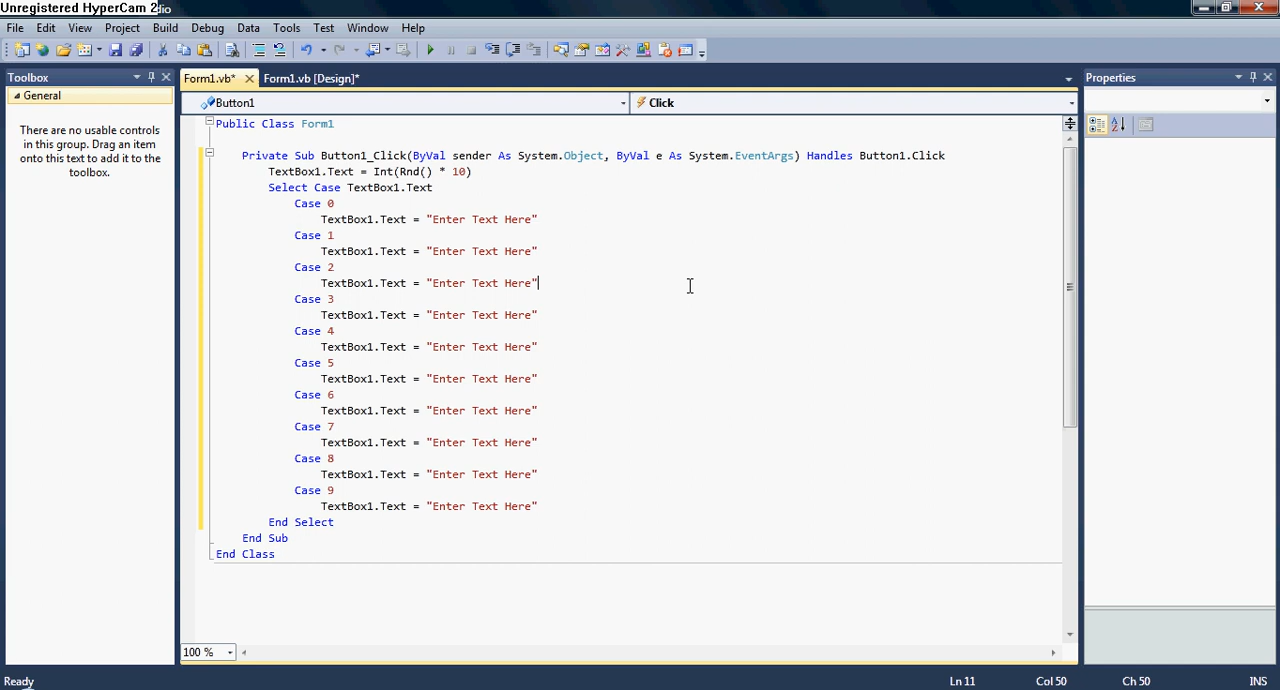 Unregistered HyperCam 2
dio
File Edit View Project Build Debug Data Tools Test Window Help
Toolbox
Form1.vb* Form1.vb [Design]*
Properties
General
Button1
Click
There are no usable controls
in this group. Drag an item
onto this text to add it to the
toolbox.
Public Class Form1
Private Sub Button1_Click(ByVal sender As System.Object, ByVal e As System.EventArgs) Handles Button1.Click
TextBox1.Text = Int(Rnd() * 10)
Select Case TextBox1.Text
Case 0
TextBox1.Text = "Enter Text Here"
Case 1
TextBox1.Text = "Enter Text Here"
Case 2
TextBox1.Text = "Enter Text Here"
Case 3
TextBox1.Text = "Enter Text Here"
Case 4
TextBox1.Text = "Enter Text Here"
Case 5
TextBox1.Text = "Enter Text Here"
Case 6
TextBox1.Text = "Enter Text Here"
Case 7
TextBox1.Text = "Enter Text Here"
Case 8
TextBox1.Text = "Enter Text Here"
Case 9
TextBox1.Text = "Enter Text Here"
End Select
End Sub
End Class
100 %
Ready
Ln 11 Col 50 Ch 50 INS